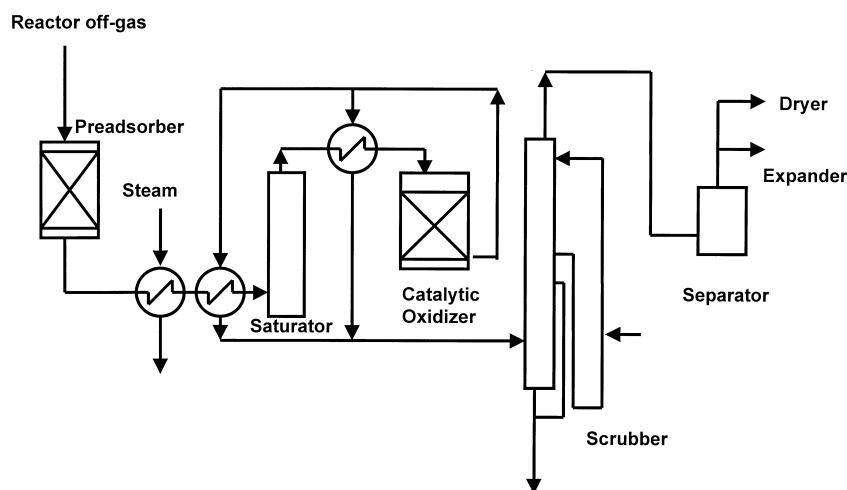 Reactor off-gas
Preadsorber
Steam
Saturator
Catalytic
Oxidizer
Scrubber
Separator
Dryer
Expander